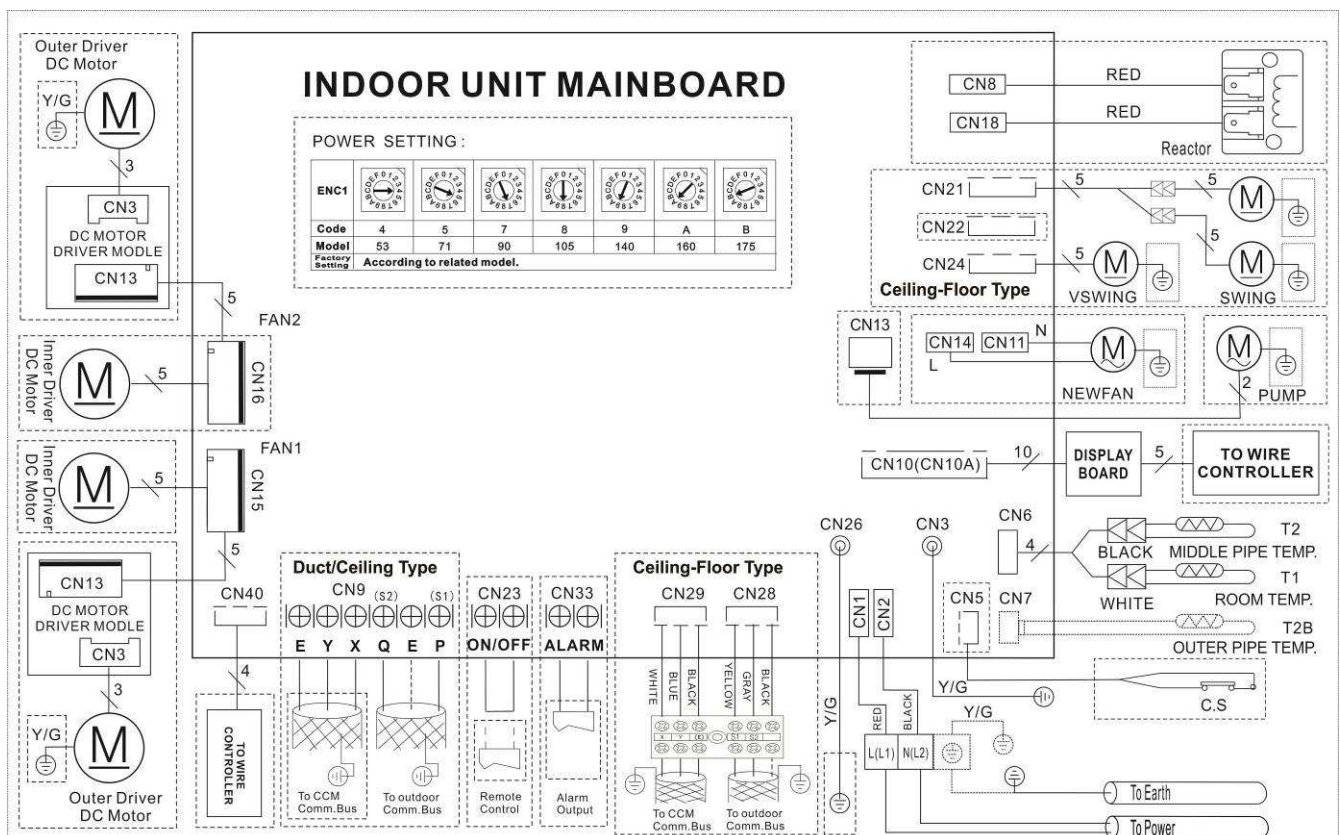 INDOOR UNIT MAINBOARD
POWER SETTING :
ENC1
Code 4 5 7 8 9 A B
Model 53 71 90 105 140 160 175
Factory Setting According to related model.
Outer Driver
DC Motor
Y/G
M
3
CN3
DC MOTOR
DRIVER MODLE
CN13
5
FAN2
Inner Driver
DC Motor
M
5
CN16
FAN1
Inner Driver
DC Motor
M
5
CN15
5
CN13
DC MOTOR
DRIVER MODLE
CN3
3
Y/G
M
Outer Driver
DC Motor
CN40
4
TO WIRE
CONTROLLER
Duct/Ceiling Type
CN9
(S2) (S1)
E Y X Q E P
To CCM
Comm.Bus
To outdoor
Comm.Bus
CN23
ON/OFF
Remote
Control
CN33
ALARM
Alarm
Output
Ceiling-Floor Type
CN29 CN28
WHITE
BLUE
BLACK
YELLOW
GRAY
BLACK
X Y (E) S1 S2
To CCM
Comm.Bus
To outdoor
Comm.Bus
CN8
RED
CN18
RED
Reactor
CN21
5
5
M
CN22
5
CN24
5
M
M
Ceiling-Floor Type
VSWING
SWING
CN13
CN14
CN11
N
L
M
NEWFAN
M
2
PUMP
CN10(CN10A)
10
DISPLAY
BOARD
5
TO WIRE
CONTROLLER
CN26
CN3
CN6
4
BLACK
T2
MIDDLE PIPE TEMP.
WHITE
T1
ROOM TEMP.
CN1
CN2
CN5
CN7
T2B
OUTER PIPE TEMP.
C.S
Y/G
Y/G
RED
BLACK
Y/G
L(L1)
N(L2)
To Earth
To Power